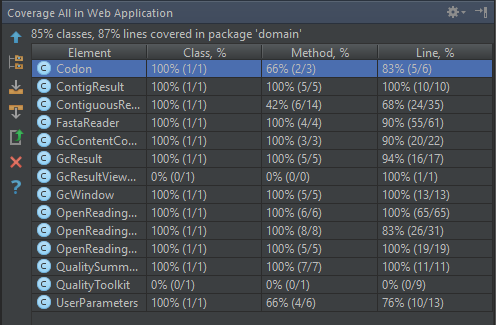 Coverage All in Web Application
85% classes, 87% lines covered in package 'domain'
Element Class, % Method, % Line, %
C Codon 100% (1/1) 66% (2/3) 83% (5/6)
C ContigResult 100% (1/1) 100% (5/5) 100% (10/10)
C ContiguousRe... 100% (1/1) 42% (6/14) 68% (24/35)
C FastaReader 100% (1/1) 100% (4/4) 90% (55/61)
C GcContentCo... 100% (1/1) 100% (3/3) 90% (20/22)
C GcResult 100% (1/1) 100% (5/5) 94% (16/17)
C GcResultView... 0% (0/1) 0% (0/0) 100% (1/1)
C GcWindow 100% (1/1) 100% (5/5) 100% (13/13)
C OpenReading... 100% (1/1) 100% (6/6) 100% (65/65)
C OpenReading... 100% (1/1) 100% (8/8) 83% (26/31)
C OpenReading... 100% (1/1) 100% (5/5) 100% (19/19)
C QualitySumm... 100% (1/1) 100% (7/7) 100% (11/11)
C QualityToolkit 0% (0/1) 0% (0/1) 0% (0/9)
C UserParameters 100% (1/1) 66% (4/6) 76% (10/13)